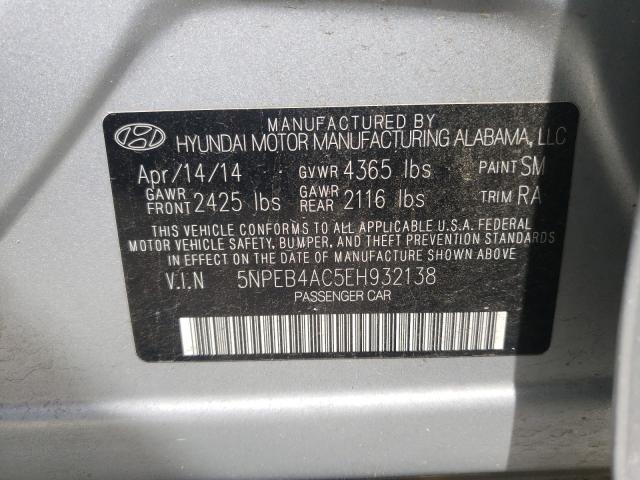 MANUFACTURED BY
HYUNDAI MOTOR MANUFACTURING ALABAMA, LLC
Apr/14/14 GVWR 4365 lbs PAINT SM
GAWR FRONT 2425 lbs GAWR REAR 2116 lbs TRIM RA
THIS VEHICLE CONFORMS TO ALL APPLICABLE U.S.A. FEDERAL
MOTOR VEHICLE SAFETY, BUMPER, AND THEFT PREVENTION STANDARDS
IN EFFECT ON THE DATE OF MANUFACTURE SHOWN ABOVE
V.I.N 5NPEB4AC5EH932138
PASSENGER CAR